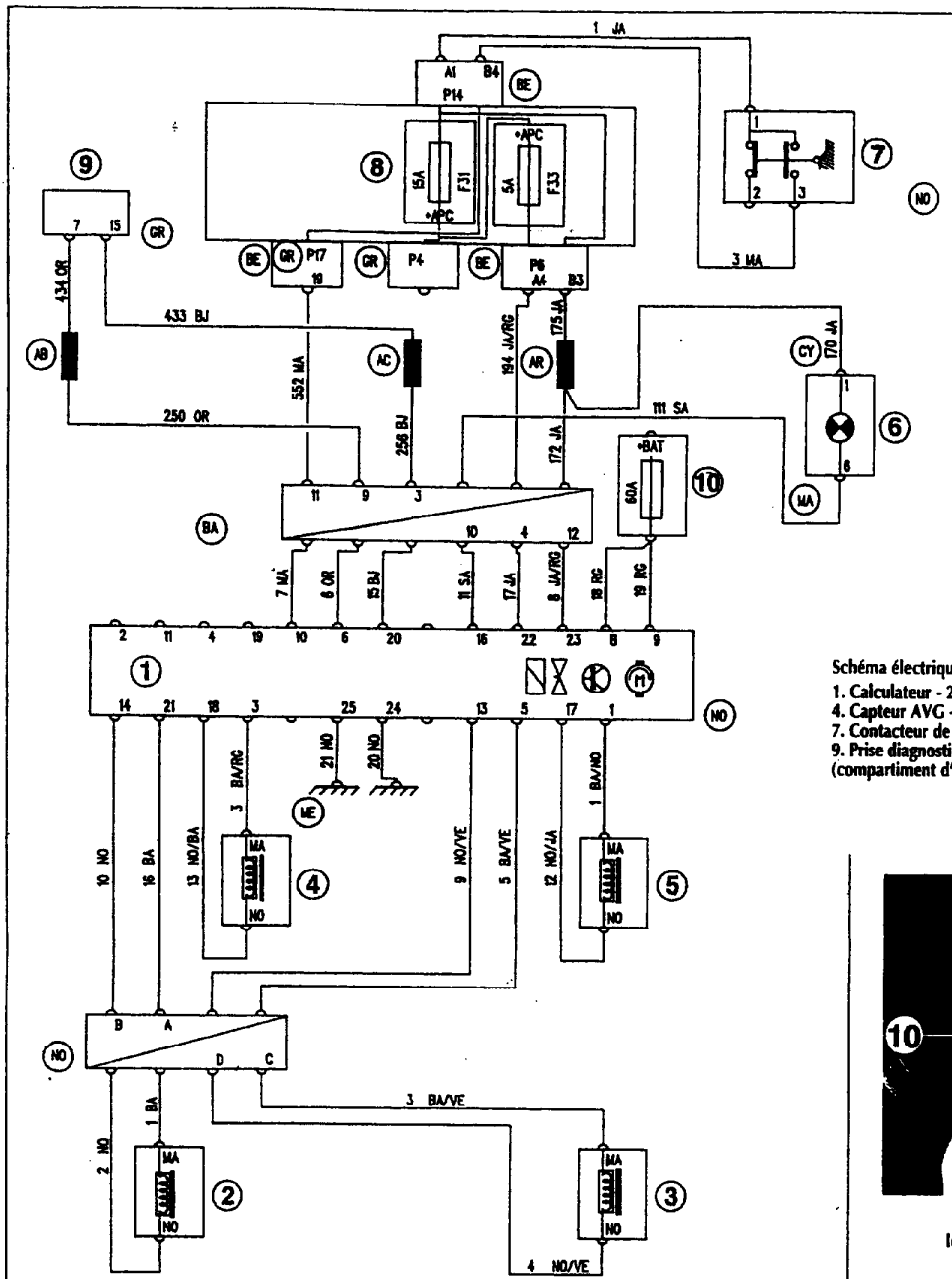 1 JA
A1 B4
P14
BE
1
2 3
7
NO
3 MA
8
15A F31
+APC
+APC
5A F33
9
7 15
GR
BE GR P17
19
GR P4
BE P6
A4 B3
434 OR
433 BJ
AB
AC
AR
552 MA
256 BJ
194 JA/RG
175 JA
172 JA
250 OR
111 SA
CY
170 JA
1
6
6
MA
+BAT
60A
10
BA
11 9 3
10 4 12
7 MA
6 OR
15 BJ
11 SA
17 JA
8 JA/RG
18 RG
19 RG
2 11 4 19 10 6 20 16 22 23 8 9
1
M
14 21 18 3 25 24 13 5 17 1
NO
Schéma électriqu
1. Calculateur - 2
4. Capteur AVG -
7. Contacteur de
9. Prise diagnosti
(compartiment d'
10 NO
16 BA
13 NO/BA
3 BA/RG
21 NO
20 NO
ME
9 NO/VE
5 BA/VE
12 NO/JA
1 BA/NO
MA
NO
4
MA
NO
5
NO
B A
D C
2 NO
1 BA
MA
NO
2
3 BA/VE
MA
NO
3
4 NO/VE
10